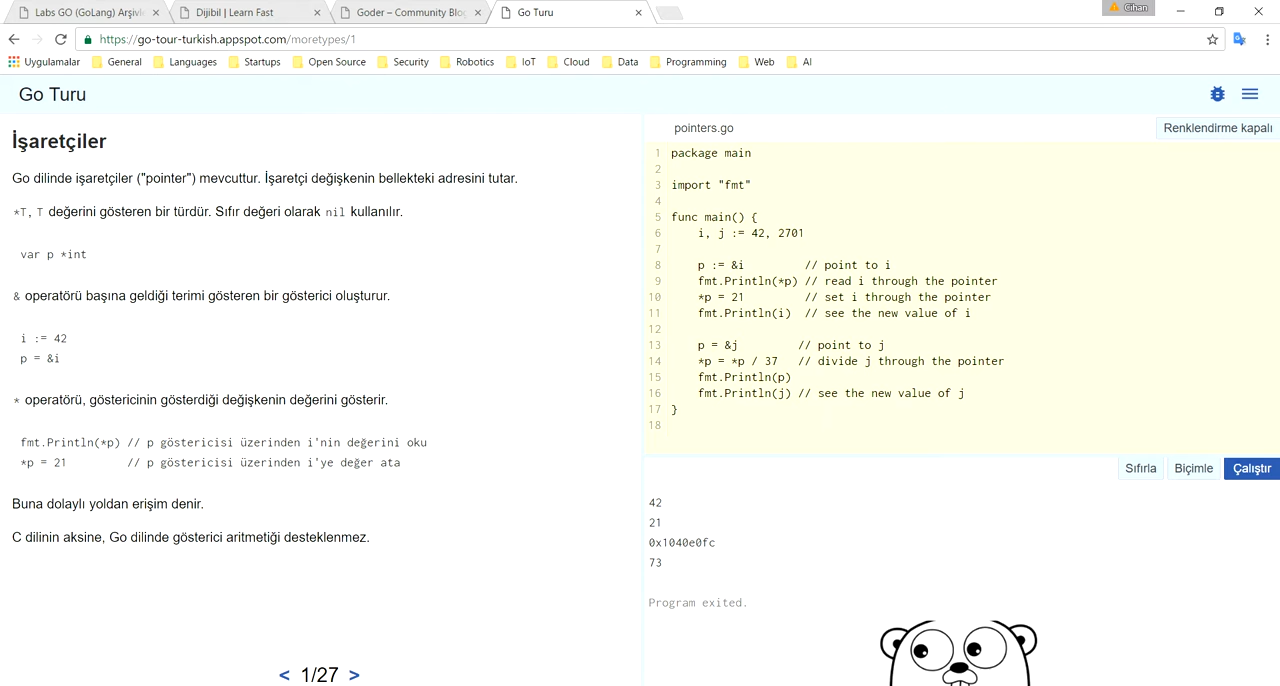 Labs GO (GoLang) Arşivle
Dijibil | Learn Fast
Goder – Community Blog
Go Turu
Cihan
https://go-tour-turkish.appspot.com/moretypes/1
Uygulamalar General Languages Startups Open Source Security Robotics IoT Cloud Data Programming Web AI
Go Turu
İşaretçiler
Go dilinde işaretçiler ("pointer") mevcuttur. İşaretçi değişkenin bellekteki adresini tutar.
*T, T değerini gösteren bir türdür. Sıfır değeri olarak nil kullanılır.
var p *int
& operatörü başına geldiği terimi gösteren bir gösterici oluşturur.
i := 42
p = &i
* operatörü, göstericinin gösterdiği değişkenin değerini gösterir.
fmt.Println(*p) // p göstericisi üzerinden i'nin değerini oku
*p = 21 // p göstericisi üzerinden i'ye değer ata
Buna dolaylı yoldan erişim denir.
C dilinin aksine, Go dilinde gösterici aritmetiği desteklenmez.
< 1/27 >
pointers.go
Renklendirme kapalı
1 package main
2
3 import "fmt"
4
5 func main() {
6 i, j := 42, 2701
7
8 p := &i // point to i
9 fmt.Println(*p) // read i through the pointer
10 *p = 21 // set i through the pointer
11 fmt.Println(i) // see the new value of i
12
13 p = &j // point to j
14 *p = *p / 37 // divide j through the pointer
15 fmt.Println(p)
16 fmt.Println(j) // see the new value of j
17 }
18
Sıfırla Biçimle Çalıştır
42
21
0x1040e0fc
73
Program exited.